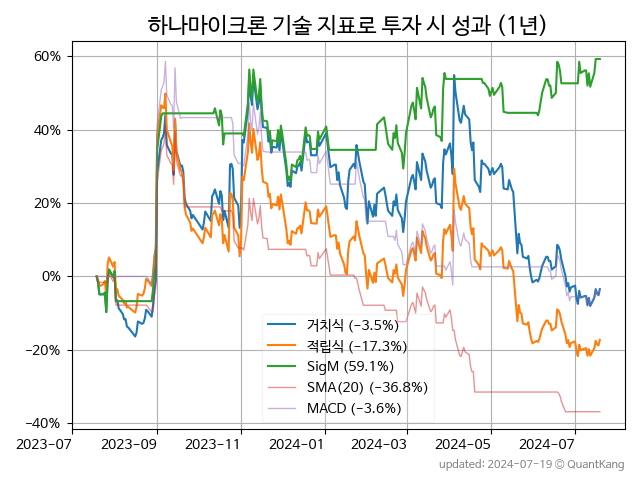 하나마이크론 기술 지표로 투자 시 성과 (1년)
60%
40%
20%
0%
−20%
−40%
거치식 (−3.5%)
적립식 (−17.3%)
SigM (59.1%)
SMA(20) (−36.8%)
MACD (−3.6%)
2023-07
2023-09
2023-11
2024-01
2024-03
2024-05
2024-07
updated: 2024-07-19 © QuantKang